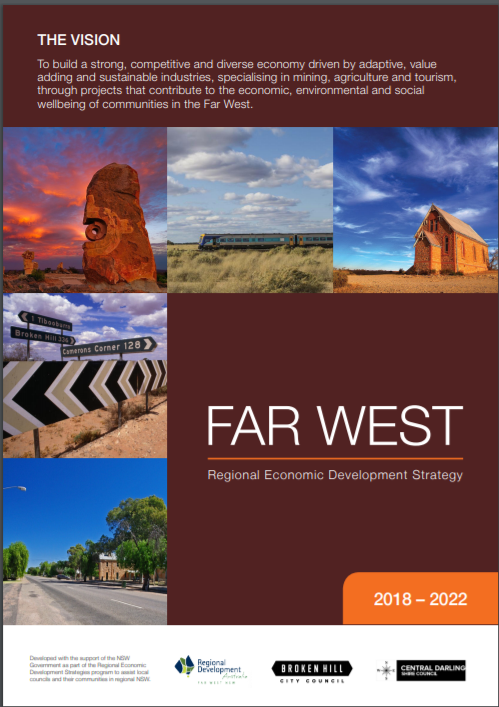 THE VISION
To build a strong, competitive and diverse economy driven by adaptive, value
adding and sustainable industries, specialising in mining, agriculture and tourism,
through projects that contribute to the economic, environmental and social
wellbeing of communities in the Far West.
1 Tibooburra
Broken Hill 336
Camerons Corner 128
FAR WEST
Regional Economic Development Strategy
2018 – 2022
Developed with the support of the NSW
Government as part of the Regional Economic
Development Strategies program to assist local
councils and their communities in regional NSW.
Regional
Development
Australia
FAR WEST NSW
BROKEN HILL
CITY COUNCIL
CENTRAL DARLING
SHIRE COUNCIL